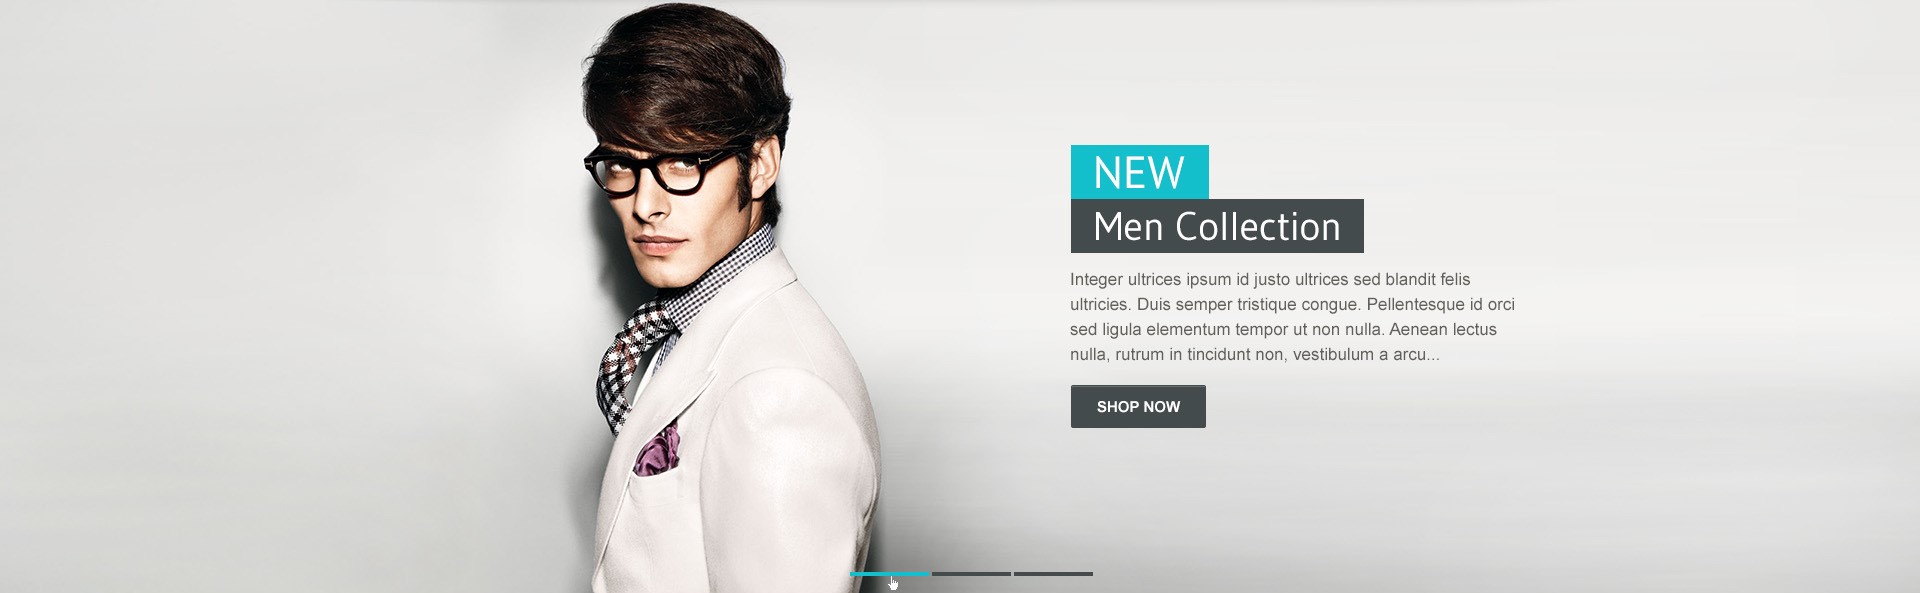 NEW
Men Collection
Integer ultrices ipsum id justo ultrices sed blandit felis
ultricies. Duis semper tristique congue. Pellentesque id orci
sed ligula elementum tempor ut non nulla. Aenean lectus
nulla, rutrum in tincidunt non, vestibulum a arcu...
SHOP NOW